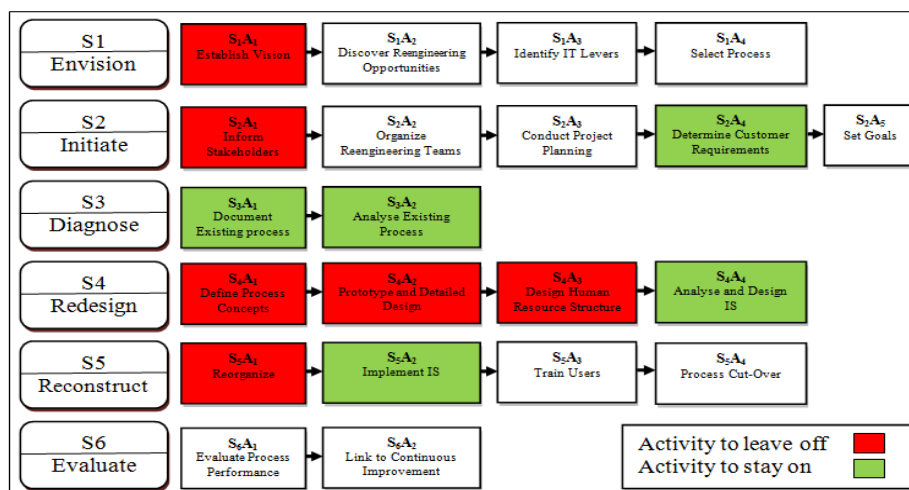 S1
Envision
S₁A₁
Establish Vision
S₁A₂
Discover Reengineering
Opportunities
S₁A₃
Identify IT Levers
S₁A₄
Select Process
S2
Initiate
S₂A₁
Inform
Stakeholders
S₂A₂
Organize
Reengineering Teams
S₂A₃
Conduct Project
Planning
S₂A₄
Determine Customer
Requirements
S₂A₅
Set Goals
S3
Diagnose
S₃A₁
Document
Existing process
S₃A₂
Analyse Existing
Process
S4
Redesign
S₄A₁
Define Process
Concepts
S₄A₂
Prototype and Detailed
Design
S₄A₃
Design Human
Resource Structure
S₄A₄
Analyse and Design
IS
S5
Reconstruct
S₅A₁
Reorganize
S₅A₂
Implement IS
S₅A₃
Train Users
S₅A₄
Process Cut-Over
S6
Evaluate
S₆A₁
Evaluate Process
Performance
S₆A₂
Link to Continuous
Improvement
Activity to leave off
Activity to stay on